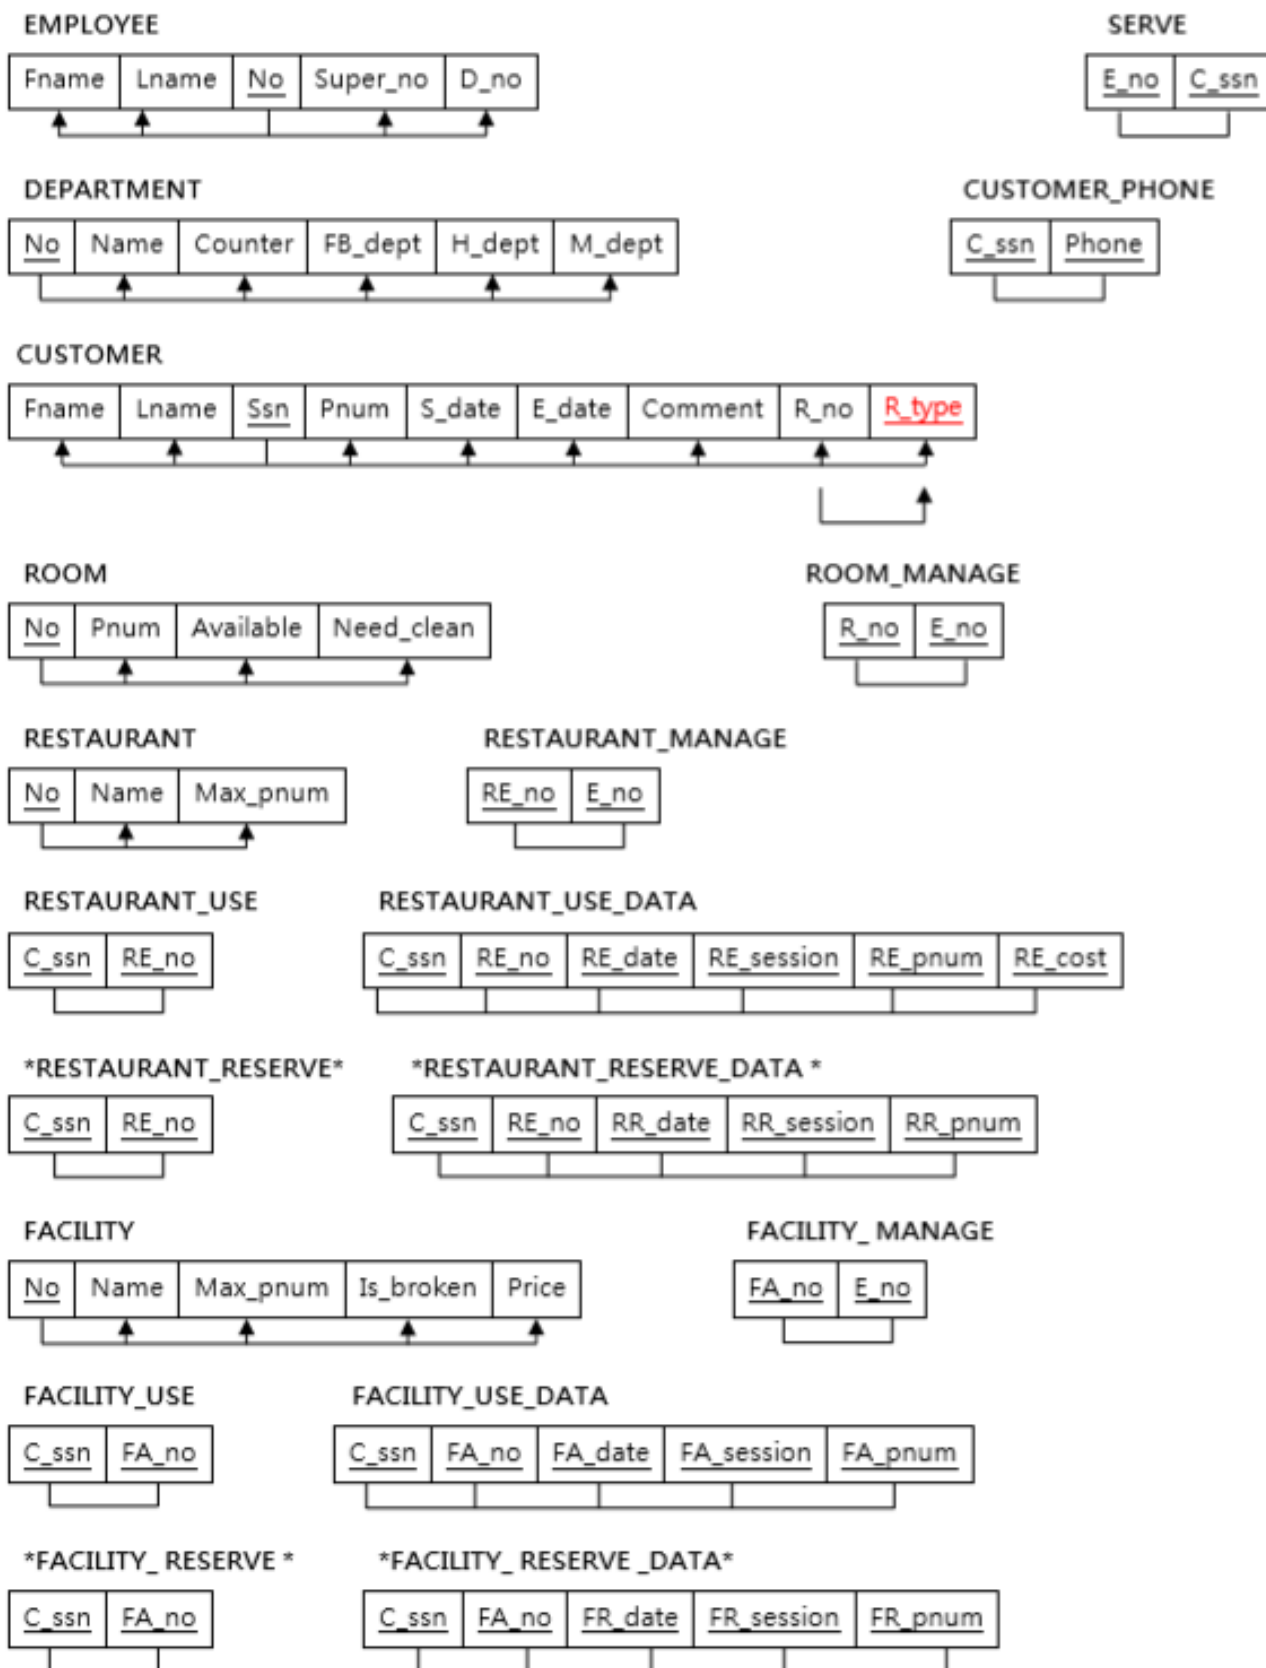 EMPLOYEE SERVE
Fname Lname No Super_no D_no E_no C_ssn
DEPARTMENT CUSTOMER_PHONE
No Name Counter FB_dept H_dept M_dept C_ssn Phone
CUSTOMER
Fname Lname Ssn Pnum S_date E_date Comment R_no R_type
ROOM ROOM_MANAGE
No Pnum Available Need_clean R_no E_no
RESTAURANT RESTAURANT_MANAGE
No Name Max_pnum RE_no E_no
RESTAURANT_USE RESTAURANT_USE_DATA
C_ssn RE_no C_ssn RE_no RE_date RE_session RE_pnum RE_cost
*RESTAURANT_RESERVE* *RESTAURANT_RESERVE_DATA *
C_ssn RE_no C_ssn RE_no RR_date RR_session RR_pnum
FACILITY FACILITY_ MANAGE
No Name Max_pnum Is_broken Price FA_no E_no
FACILITY_USE FACILITY_USE_DATA
C_ssn FA_no C_ssn FA_no FA_date FA_session FA_pnum
*FACILITY_ RESERVE * *FACILITY_ RESERVE _DATA*
C_ssn FA_no C_ssn FA_no FR_date FR_session FR_pnum